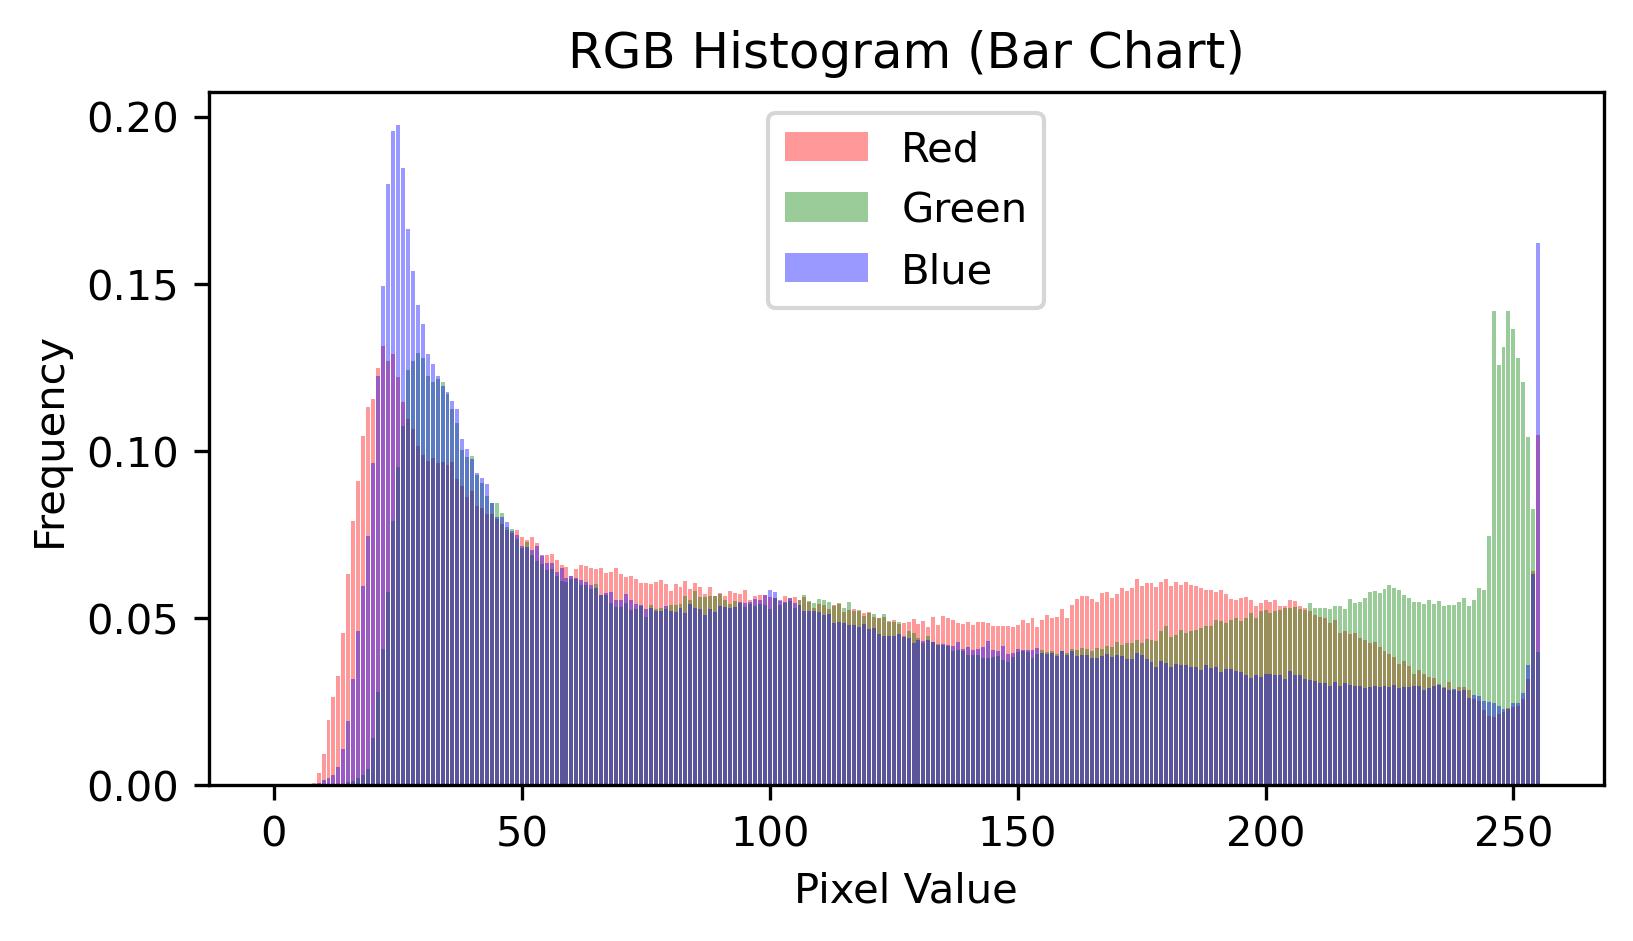 RGB Histogram (Bar Chart)
Red
Green
Blue
Frequency
0.20
0.15
0.10
0.05
0.00
0 50 100 150 200 250
Pixel Value